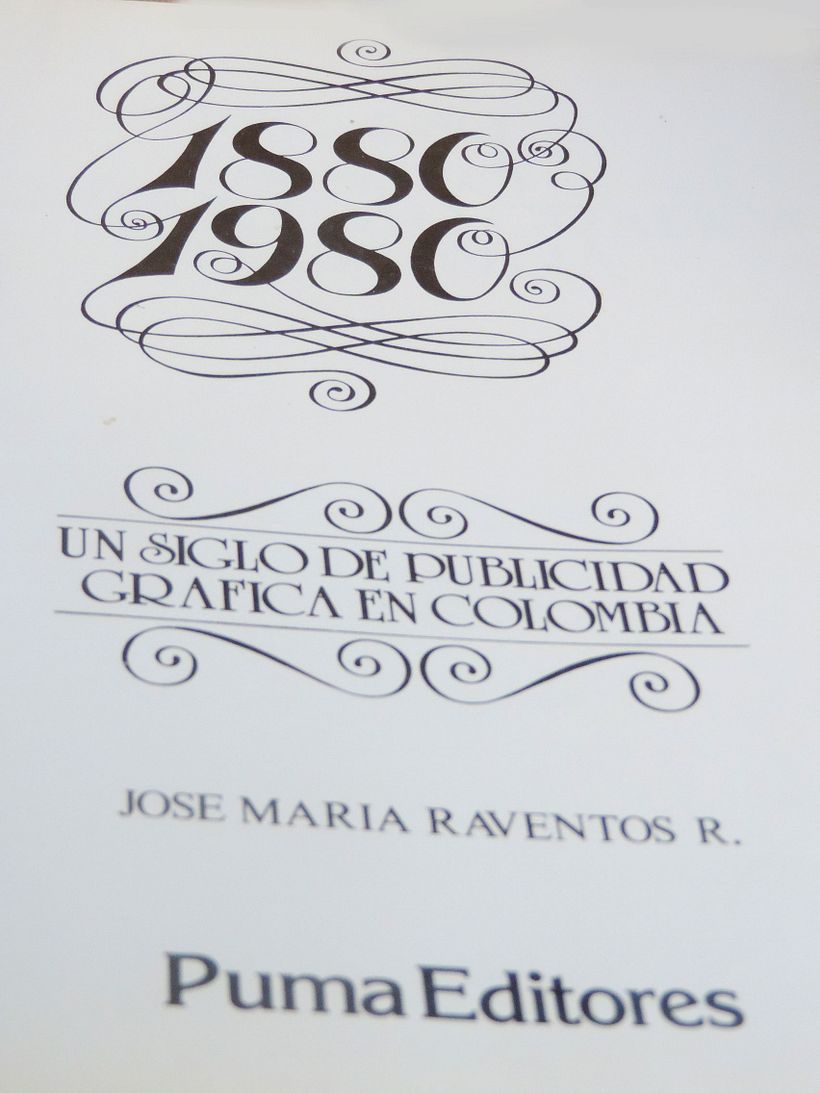 1880
1980
UN SIGLO DE PUBLICIDAD
GRAFICA EN COLOMBIA
JOSE MARIA RAVENTOS R.
Puma Editores